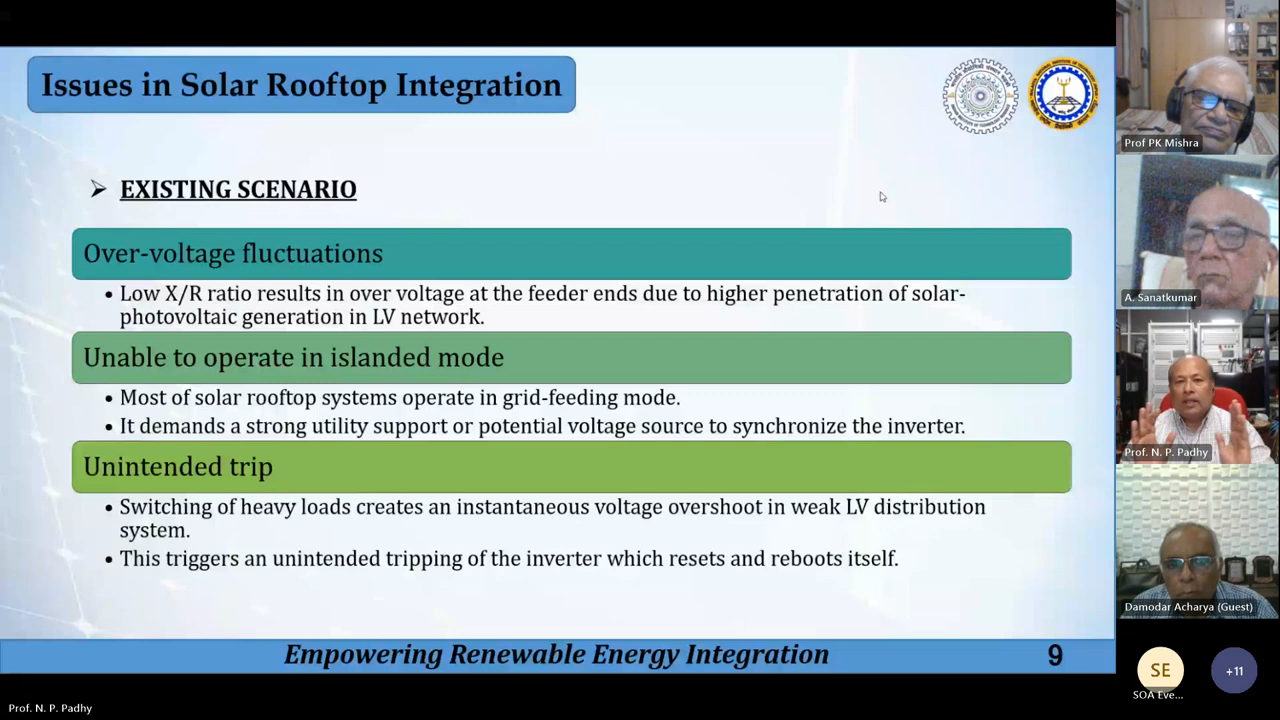 Issues in Solar Rooftop Integration
➢ EXISTING SCENARIO
Over-voltage fluctuations
• Low X/R ratio results in over voltage at the feeder ends due to higher penetration of solar-
photovoltaic generation in LV network.
Unable to operate in islanded mode
• Most of solar rooftop systems operate in grid-feeding mode.
• It demands a strong utility support or potential voltage source to synchronize the inverter.
Unintended trip
• Switching of heavy loads creates an instantaneous voltage overshoot in weak LV distribution
system.
• This triggers an unintended tripping of the inverter which resets and reboots itself.
Empowering Renewable Energy Integration
9
Prof. N. P. Padhy
Prof PK Mishra
A. Sanatkumar
Prof. N. P. Padhy
Damodar Acharya (Guest)
SE
+11
SOA Eve...